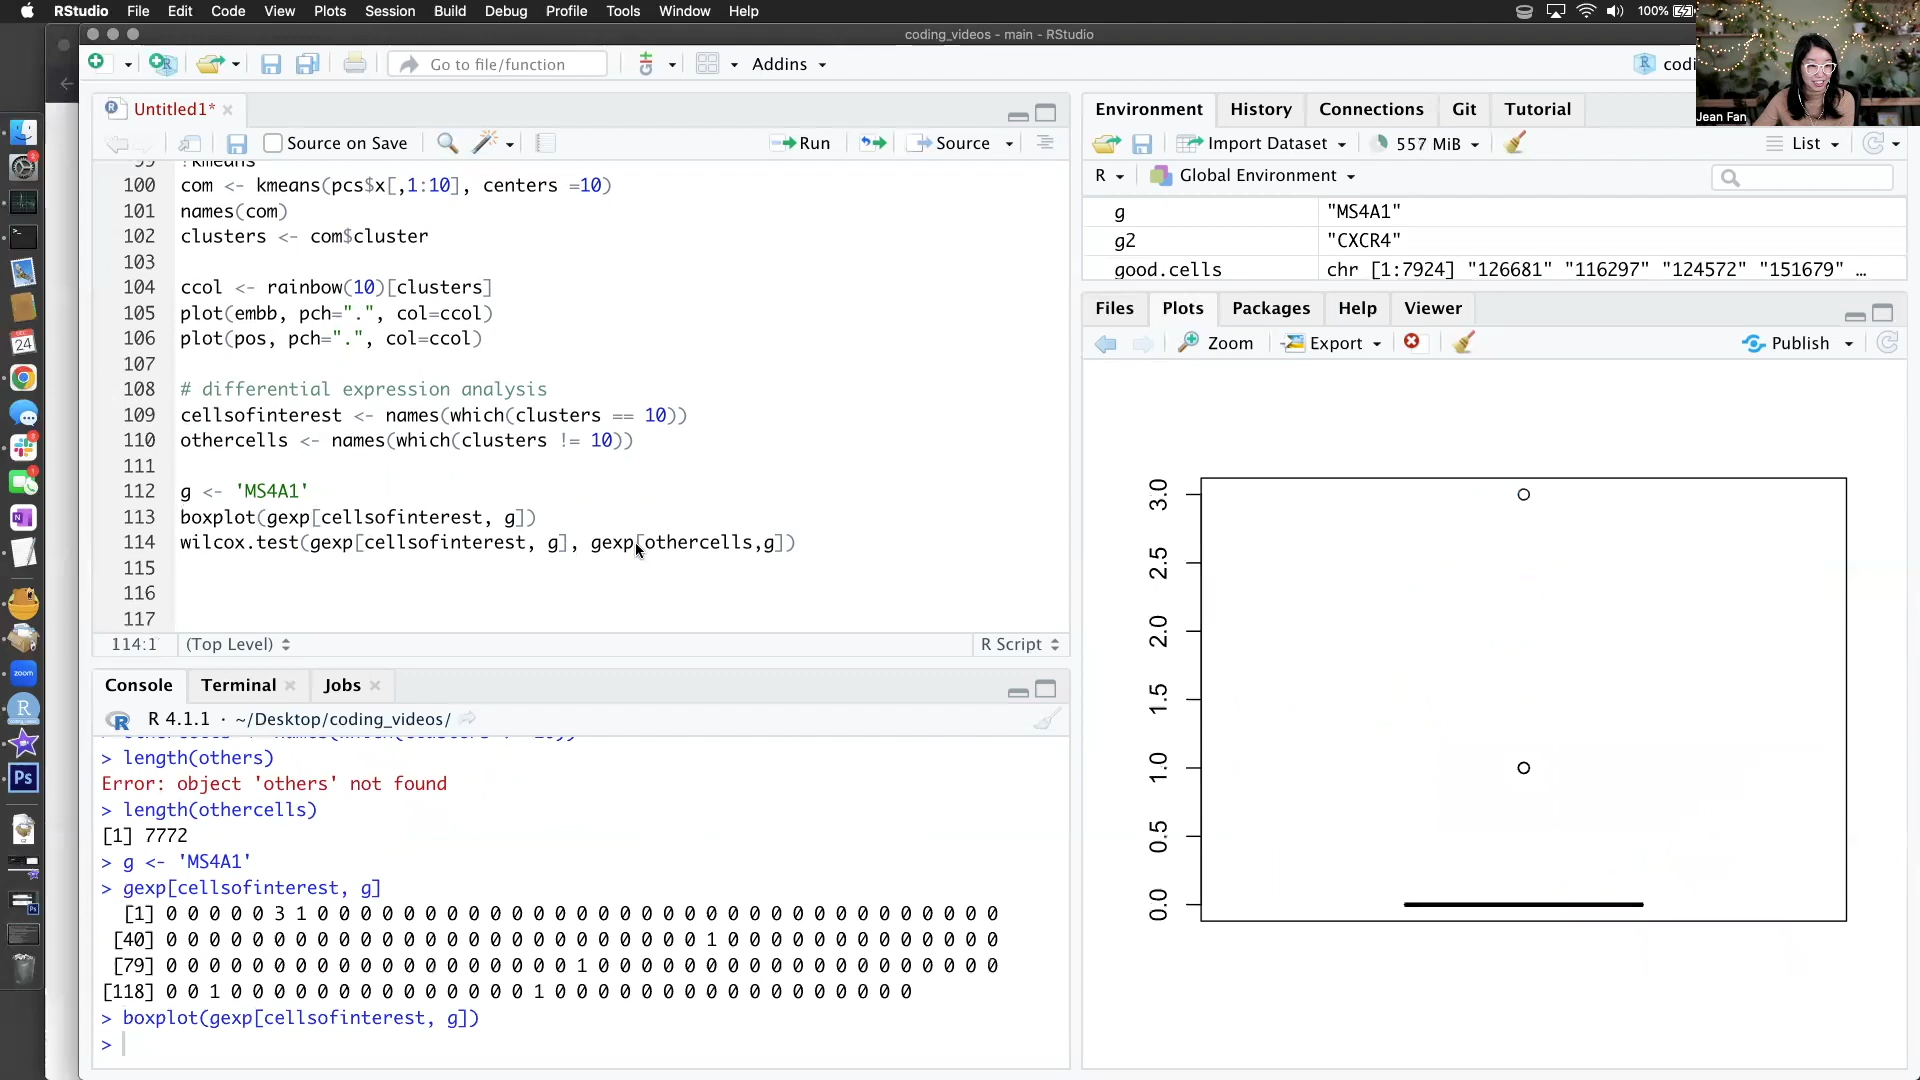 RStudio File Edit Code View Plots Session Build Debug Profile Tools Window Help 100%
coding_videos - main - RStudio
Go to file/function Addins codi
Jean Fan
Untitled1*
Source on Save Run Source
99 ?kmeans
100 com <- kmeans(pcs$x[,1:10], centers =10)
101 names(com)
102 clusters <- com$cluster
103
104 ccol <- rainbow(10)[clusters]
105 plot(embb, pch=".", col=ccol)
106 plot(pos, pch=".", col=ccol)
107
108 # differential expression analysis
109 cellsofinterest <- names(which(clusters == 10))
110 othercells <- names(which(clusters != 10))
111
112 g <- 'MS4A1'
113 boxplot(gexp[cellsofinterest, g])
114 wilcox.test(gexp[cellsofinterest, g], gexp[othercells,g])
115
116
117
114:1 (Top Level) R Script
Console Terminal Jobs
R 4.1.1 · ~/Desktop/coding_videos/
> length(others)
Error: object 'others' not found
> length(othercells)
[1] 7772
> g <- 'MS4A1'
> gexp[cellsofinterest, g]
[1] 0 0 0 0 0 3 1 0 0 0 0 0 0 0 0 0 0 0 0 0 0 0 0 0 0 0 0 0 0 0 0 0 0 0 0 0 0 0 0
[40] 0 0 0 0 0 0 0 0 0 0 0 0 0 0 0 0 0 0 0 0 0 0 0 0 0 1 0 0 0 0 0 0 0 0 0 0 0 0 0
[79] 0 0 0 0 0 0 0 0 0 0 0 0 0 0 0 0 0 0 0 1 0 0 0 0 0 0 0 0 0 0 0 0 0 0 0 0 0 0 0
[118] 0 0 1 0 0 0 0 0 0 0 0 0 0 0 0 0 0 1 0 0 0 0 0 0 0 0 0 0 0 0 0 0 0 0 0
> boxplot(gexp[cellsofinterest, g])
>
Environment History Connections Git Tutorial
Import Dataset 557 MiB List
R Global Environment
g "MS4A1"
g2 "CXCR4"
good.cells chr [1:7924] "126681" "116297" "124572" "151679" …
Files Plots Packages Help Viewer
Zoom Export Publish
3.0
2.5
2.0
1.5
1.0
0.5
0.0
DEC
24
zoom
R
Ps